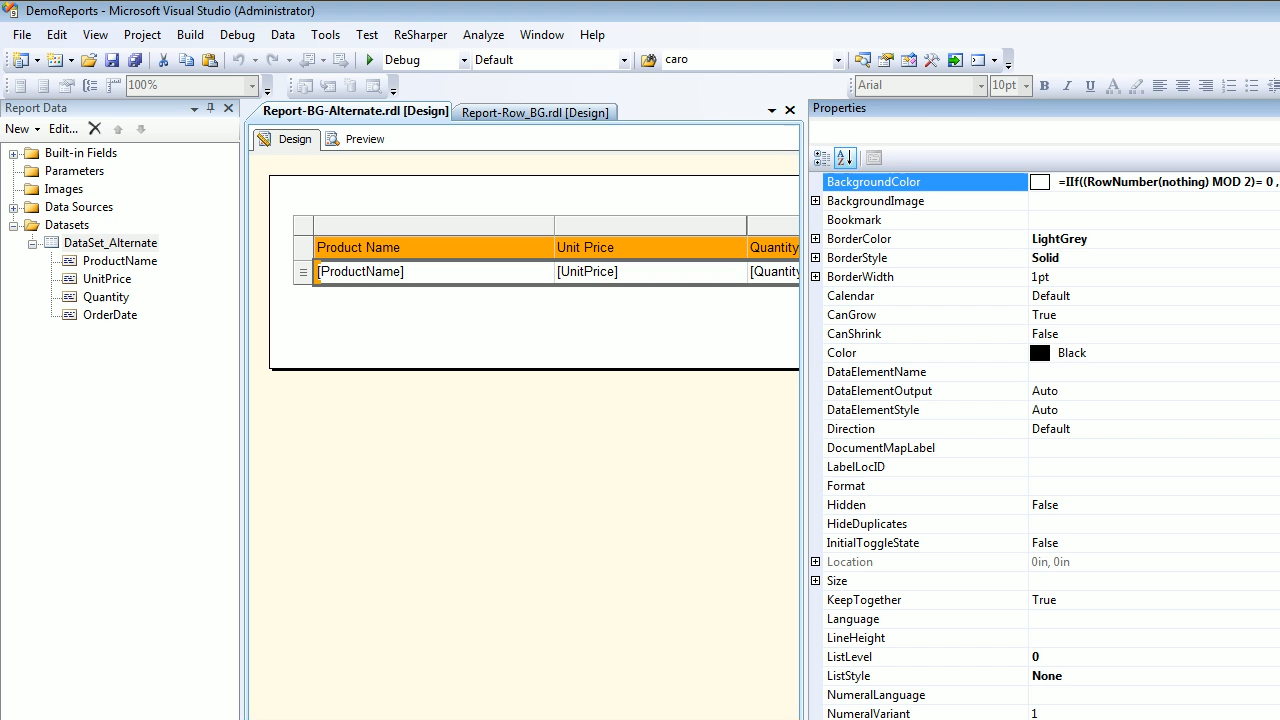 DemoReports - Microsoft Visual Studio (Administrator)
File Edit View Project Build Debug Data Tools Test ReSharper Analyze Window Help
Debug Default caro
100% Arial 10pt B I U A
Report Data
New Edit...
Built-in Fields
Parameters
Images
Data Sources
Datasets
DataSet_Alternate
ProductName
UnitPrice
Quantity
OrderDate
Report-BG-Alternate.rdl [Design] Report-Row_BG.rdl [Design]
Design Preview
Product Name Unit Price Quantity
[ProductName] [UnitPrice] [Quantity
Properties
BackgroundColor =IIf((RowNumber(nothing) MOD 2)= 0 ,
BackgroundImage
Bookmark
BorderColor LightGrey
BorderStyle Solid
BorderWidth 1pt
Calendar Default
CanGrow True
CanShrink False
Color Black
DataElementName
DataElementOutput Auto
DataElementStyle Auto
Direction Default
DocumentMapLabel
LabelLocID
Format
Hidden False
HideDuplicates
InitialToggleState False
Location 0in, 0in
Size
KeepTogether True
Language
LineHeight
ListLevel 0
ListStyle None
NumeralLanguage
NumeralVariant 1